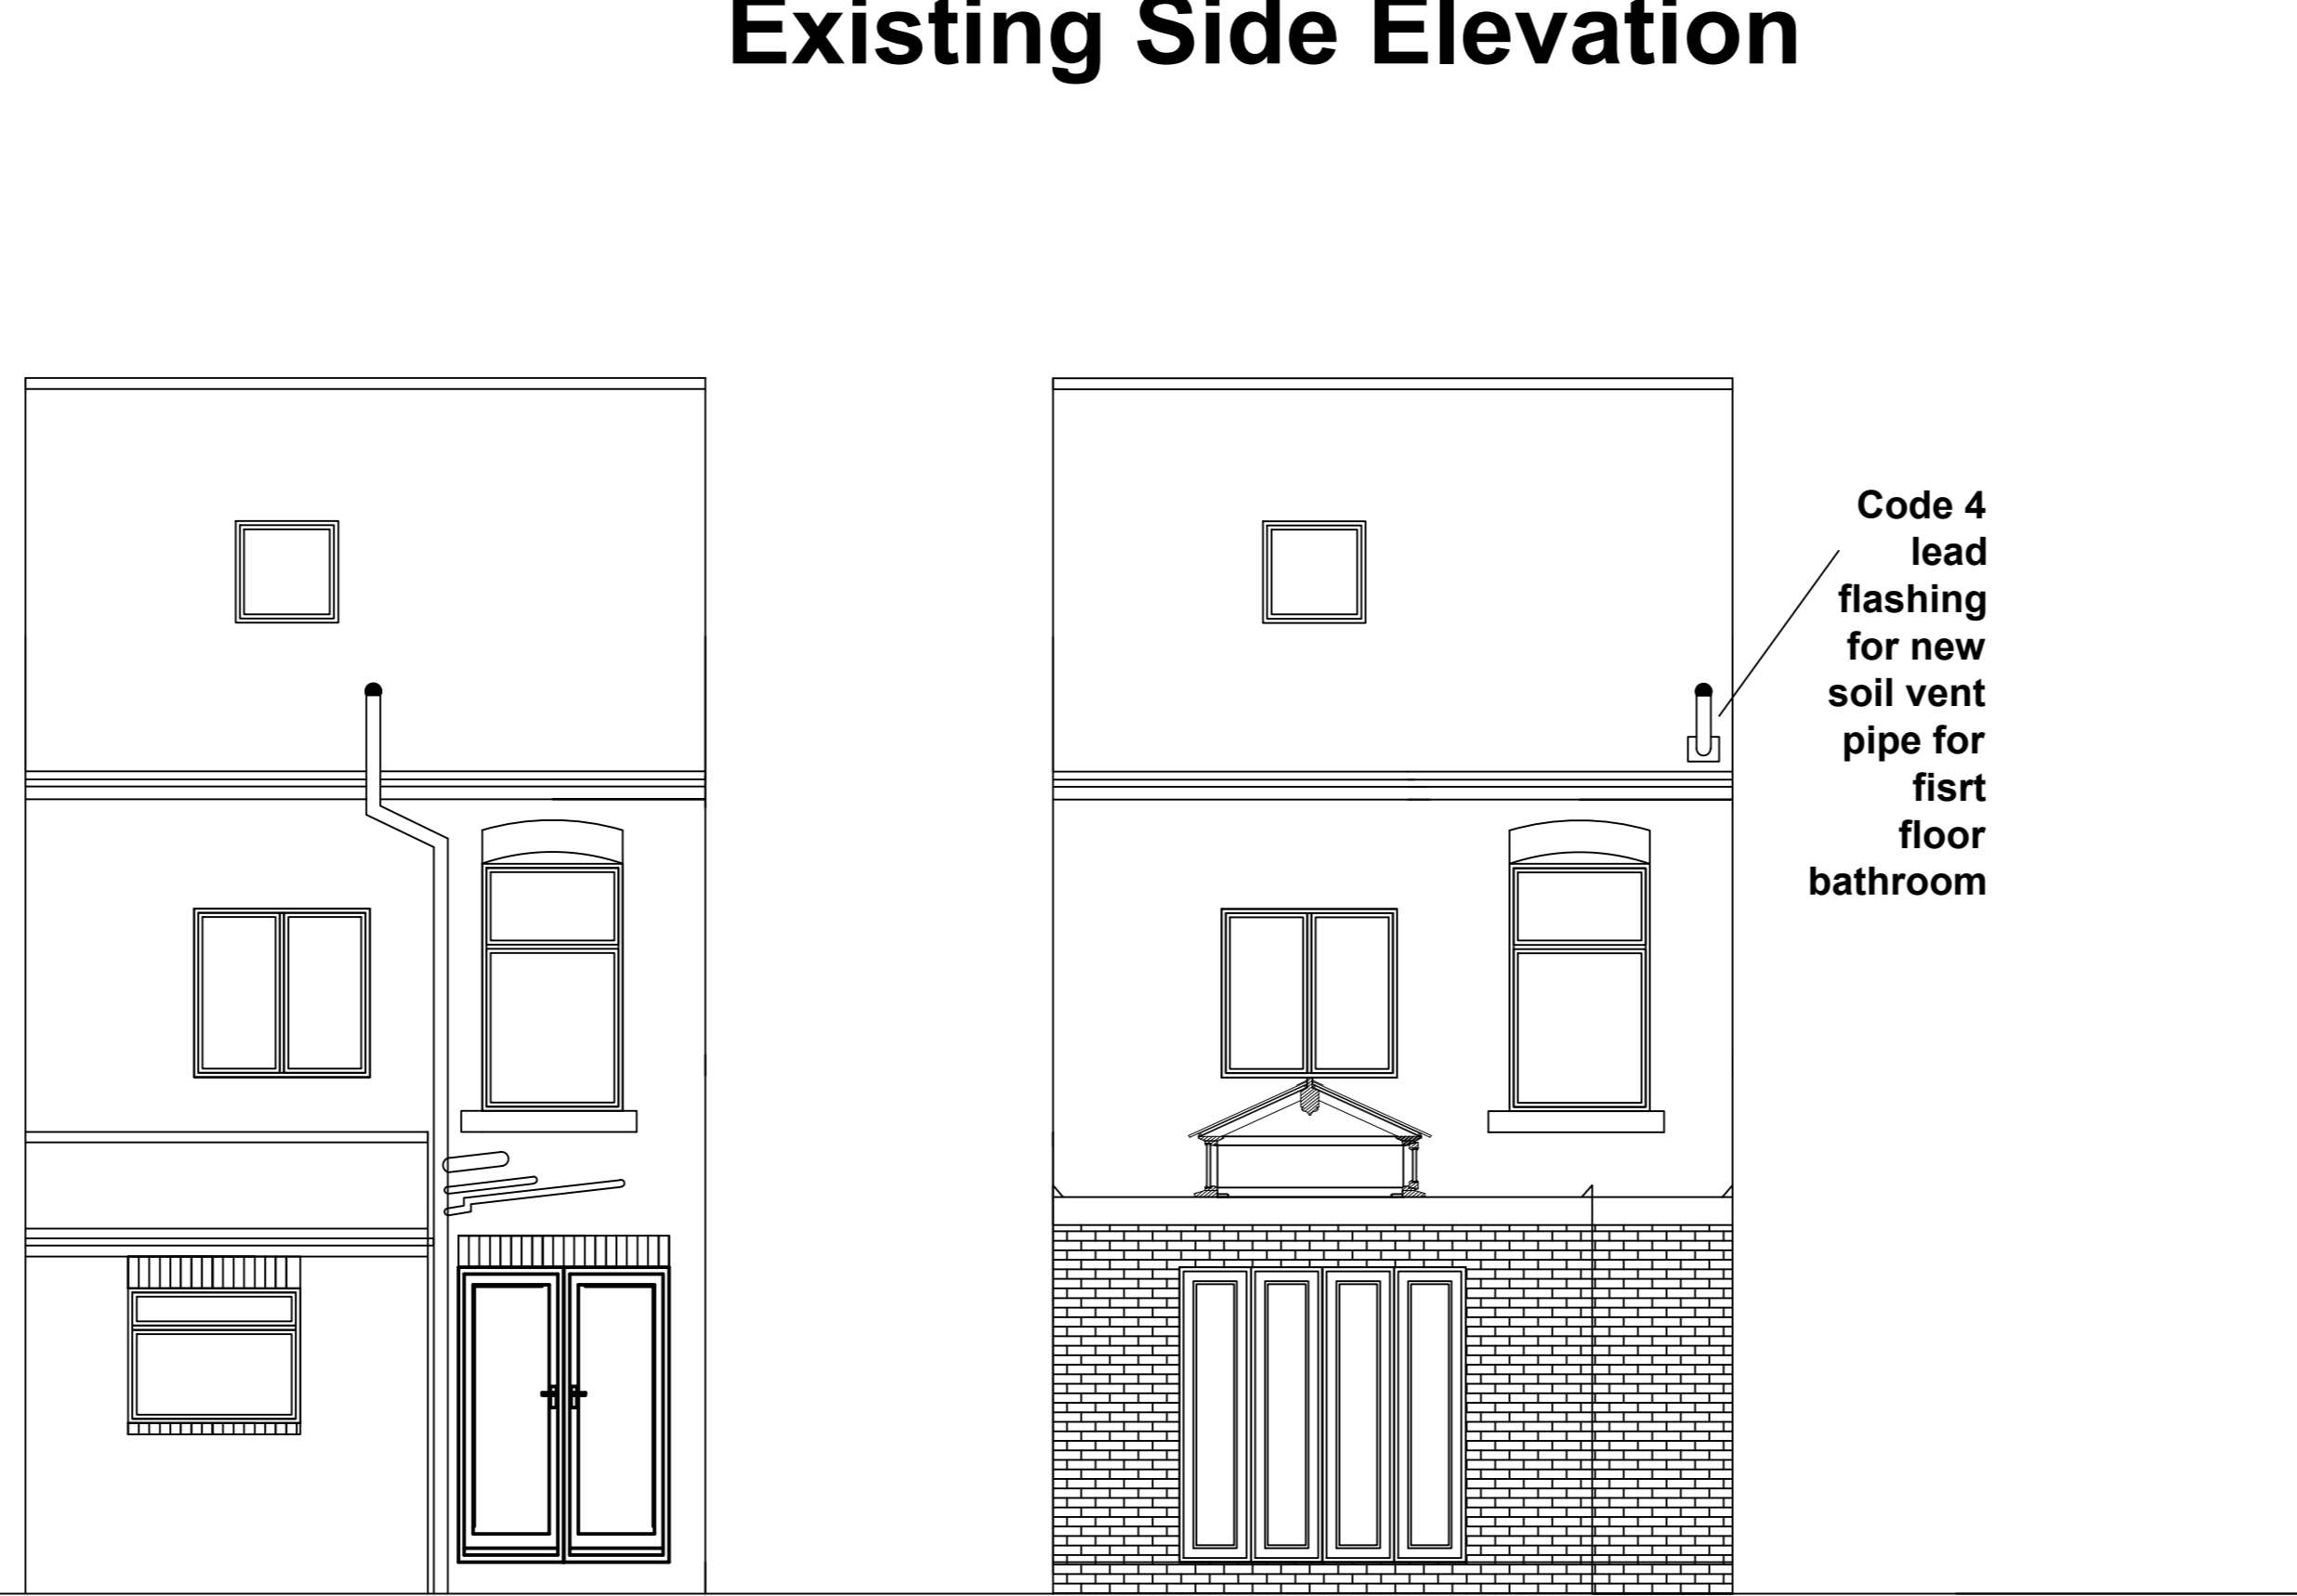 Existing Side Elevation
Code 4
lead
flashing
for new
soil vent
pipe for
fisrt
floor
bathroom